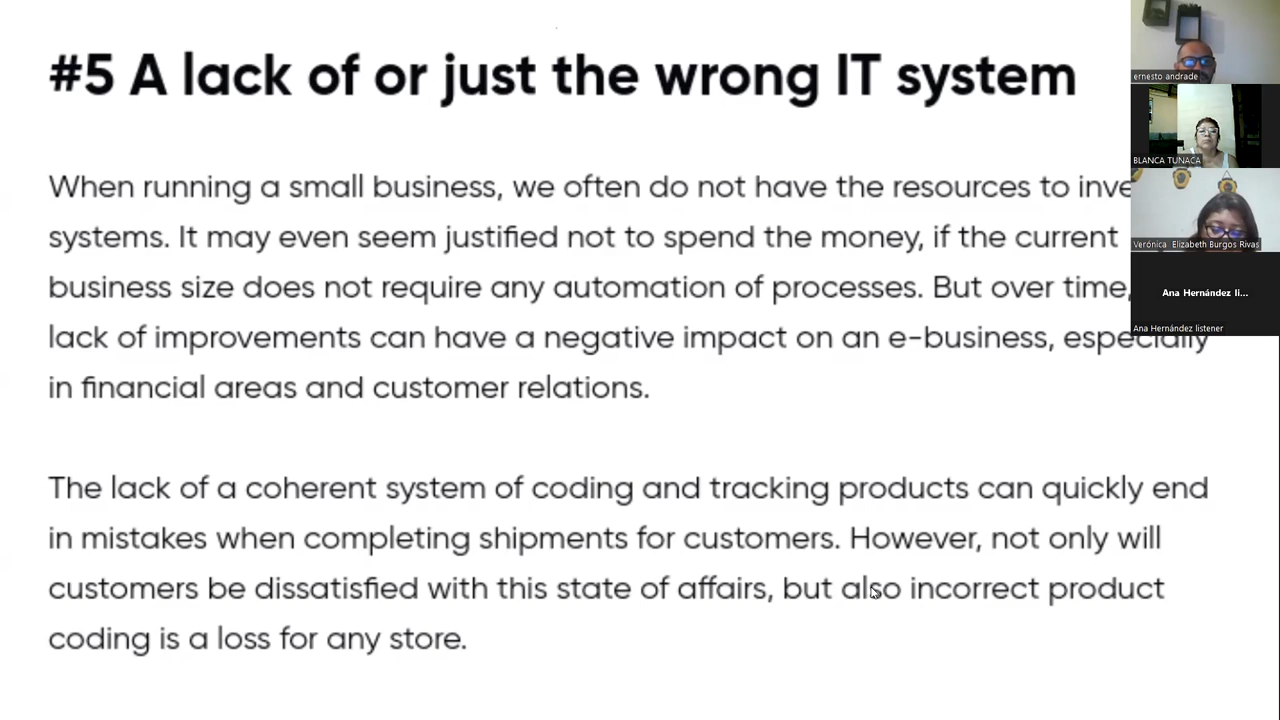 #5 A lack of or just the wrong IT system
When running a small business, we often do not have the resources to inve
systems. It may even seem justified not to spend the money, if the current
business size does not require any automation of processes. But over time,
lack of improvements can have a negative impact on an e-business, especially
in financial areas and customer relations.
The lack of a coherent system of coding and tracking products can quickly end
in mistakes when completing shipments for customers. However, not only will
customers be dissatisfied with this state of affairs, but also incorrect product
coding is a loss for any store.
ernesto andrade
BLANCA TUNACA
Verónica Elizabeth Burgos Rivas
Ana Hernández li...
Ana Hernández listener